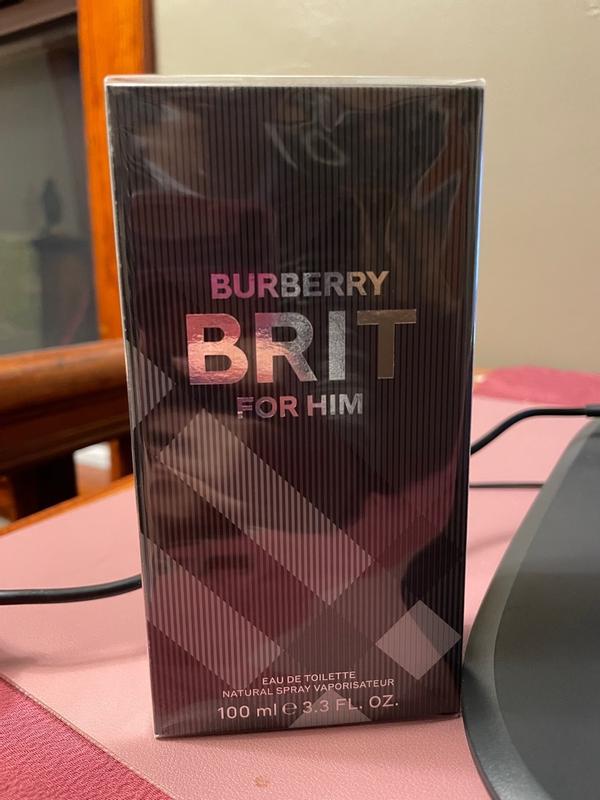 BURBERRY
BRIT
FOR HIM
EAU DE TOILETTE
NATURAL SPRAY VAPORISATEUR
100 ml ℮ 3.3 FL. OZ.